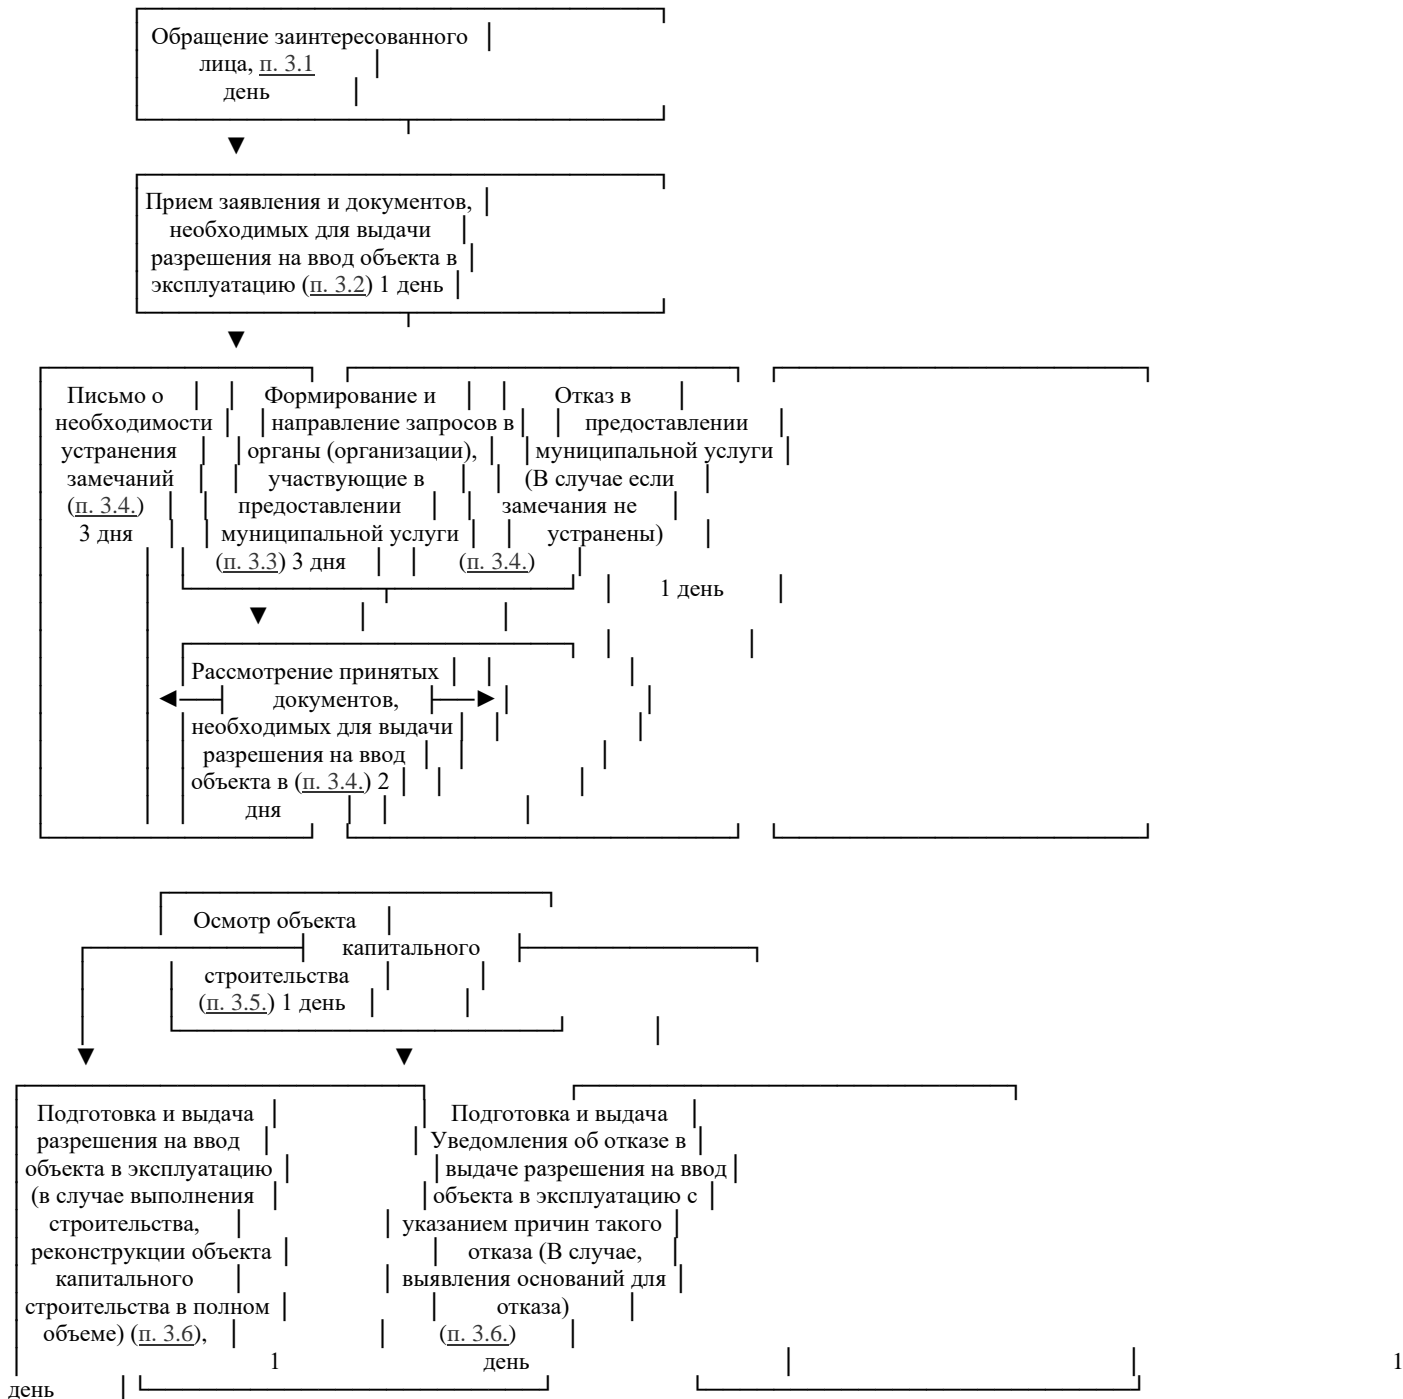 Обращение заинтересованного
лица, п. 3.1
день
Прием заявления и документов,
необходимых для выдачи
разрешения на ввод объекта в
эксплуатацию (п. 3.2) 1 день
Письмо о Формирование и Отказ в
необходимости направление запросов в предоставлении
устранения органы (организации), муниципальной услуги
замечаний участвующие в (В случае если
(п. 3.4.) предоставлении замечания не
3 дня муниципальной услуги устранены)
(п. 3.3) 3 дня (п. 3.4.)
1 день
Рассмотрение принятых
документов,
необходимых для выдачи
разрешения на ввод
объекта в (п. 3.4.) 2
дня
Осмотр объекта
капитального
строительства
(п. 3.5.) 1 день
Подготовка и выдача Подготовка и выдача
разрешения на ввод Уведомления об отказе в
объекта в эксплуатацию выдаче разрешения на ввод
(в случае выполнения объекта в эксплуатацию с
строительства, указанием причин такого
реконструкции объекта отказа (В случае,
капитального выявления оснований для
строительства в полном отказа)
объеме) (п. 3.6), (п. 3.6.)
1 день 1
день